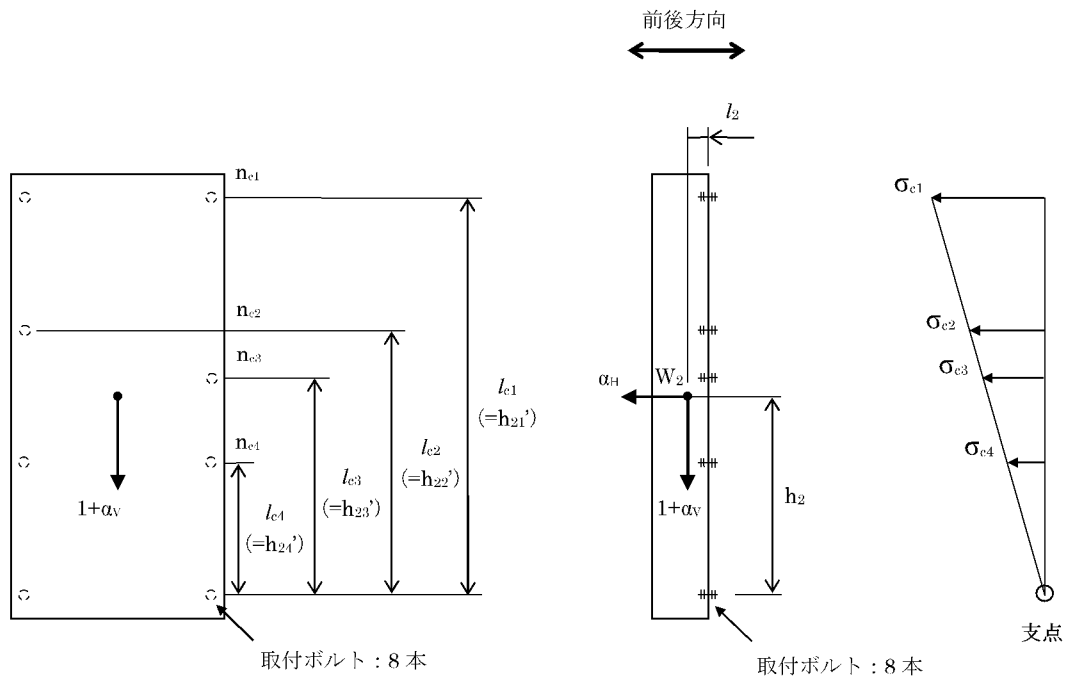 前後方向
l2
nc1
nc2
nc3
nc4
lc1
(=h21')
lc2
(=h22')
lc3
(=h23')
lc4
(=h24')
1+αV
取付ボルト：8 本
αH
W2
1+αV
h2
取付ボルト：8 本
σc1
σc2
σc3
σc4
支点